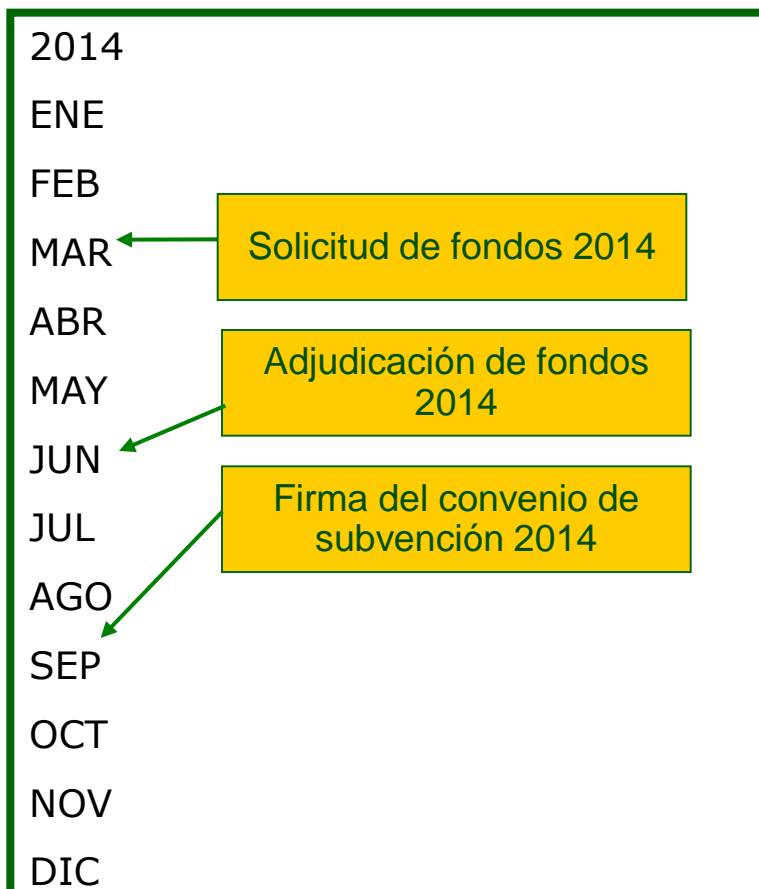 2014
ENE
FEB
MAR
Solicitud de fondos 2014
ABR
MAY
Adjudicación de fondos
2014
JUN
JUL
Firma del convenio de
subvención 2014
AGO
SEP
OCT
NOV
DIC